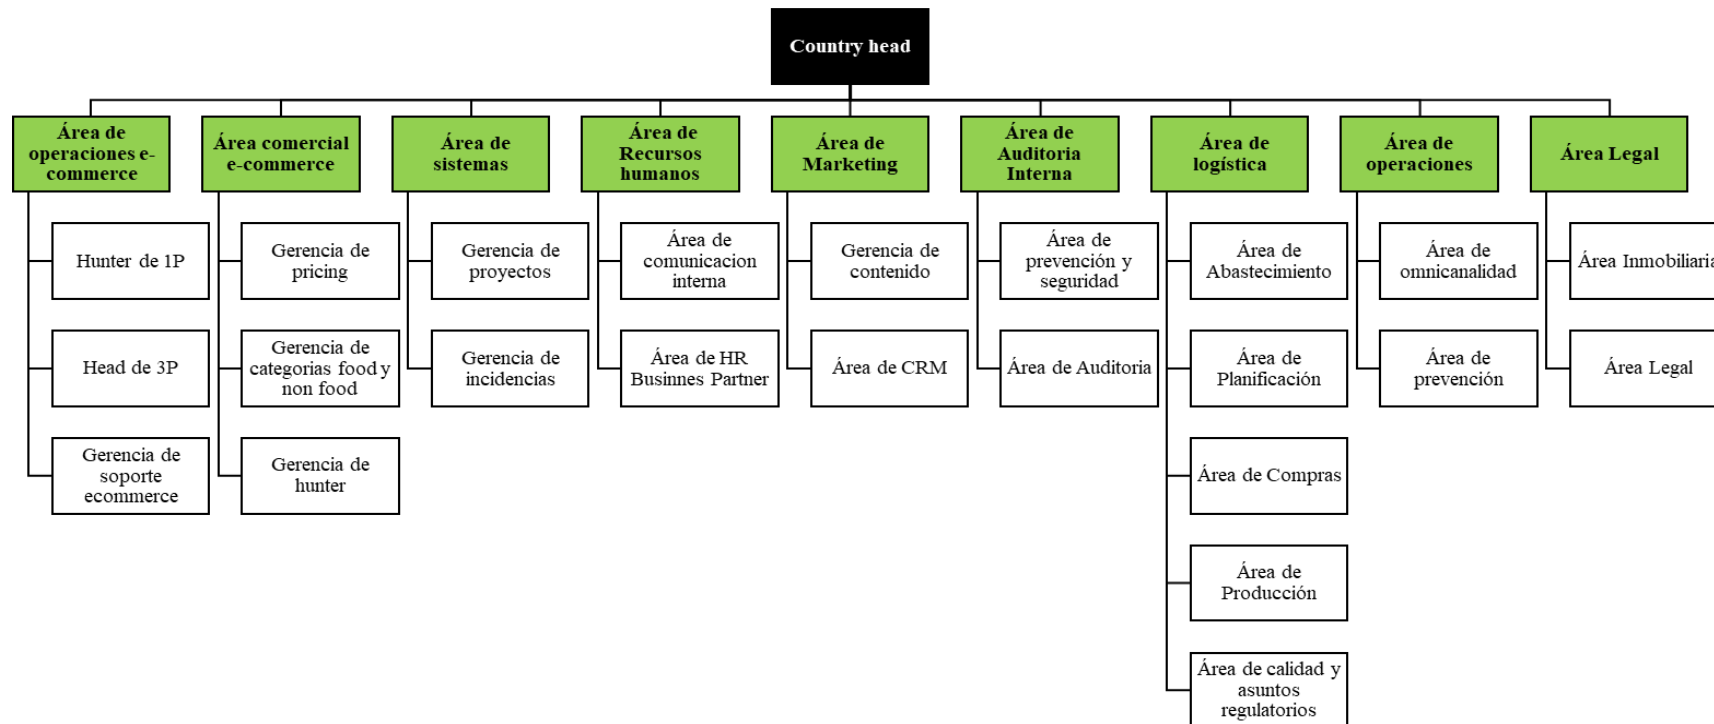 Country head
Área de
operaciones e-
commerce
Área comercial
e-commerce
Área de
sistemas
Área de
Recursos
humanos
Área de
Marketing
Área de
Auditoria
Interna
Área de
logística
Área de
operaciones
Área Legal
Hunter de 1P
Head de 3P
Gerencia de
soporte
ecommerce
Gerencia de
pricing
Gerencia de
categorias food y
non food
Gerencia de
hunter
Gerencia de
proyectos
Gerencia de
incidencias
Área de
comunicacion
interna
Área de HR
Businnes Partner
Gerencia de
contenido
Área de CRM
Área de
prevención y
seguridad
Área de Auditoria
Área de
Abastecimiento
Área de
Planificación
Área de Compras
Área de
Producción
Área de calidad y
asuntos
regulatorios
Área de
omnicanalidad
Área de
prevención
Área Inmobiliaria
Área Legal